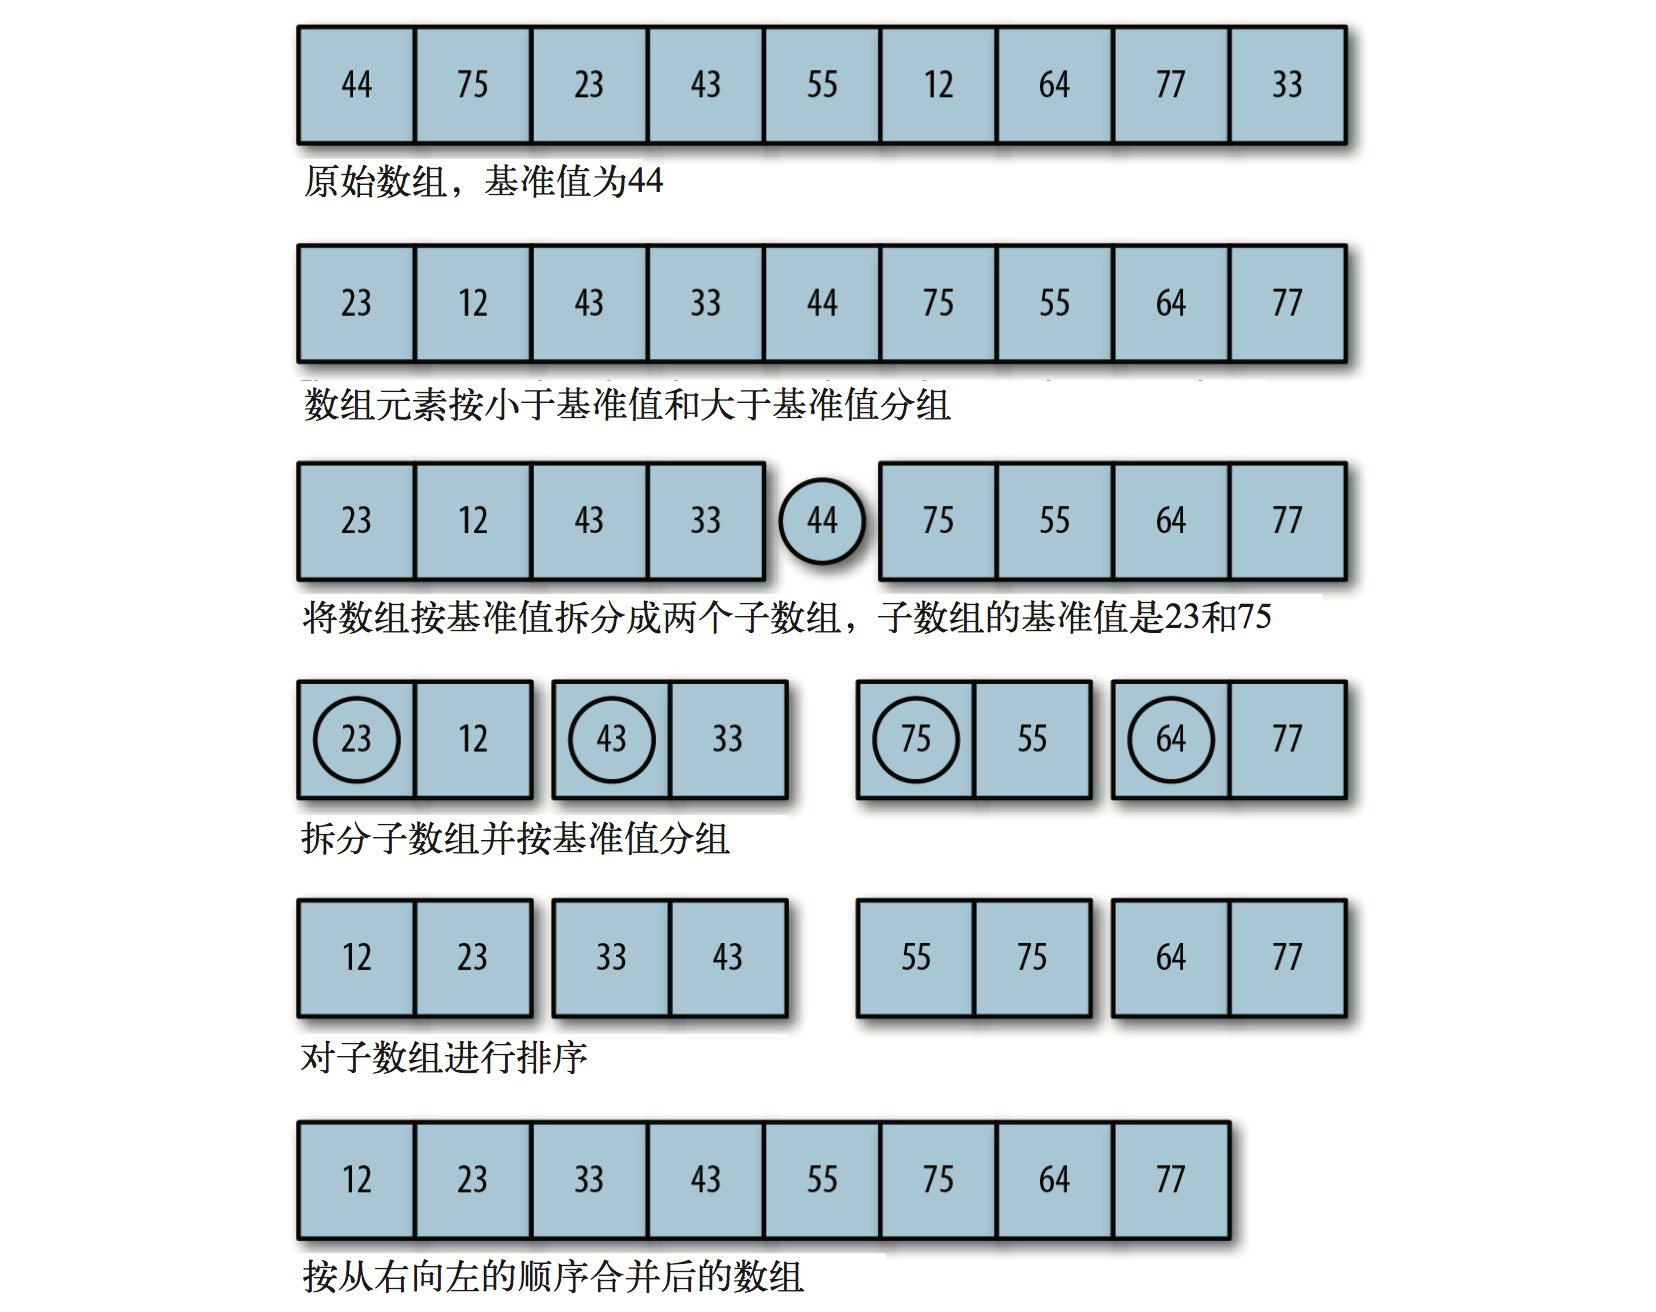 44 75 23 43 55 12 64 77 33
原始数组，基准值为44
23 12 43 33 44 75 55 64 77
数组元素按小于基准值和大于基准值分组
23 12 43 33 44 75 55 64 77
将数组按基准值拆分成两个子数组，子数组的基准值是23和75
23 12 43 33 75 55 64 77
拆分子数组并按基准值分组
12 23 33 43 55 75 64 77
对子数组进行排序
12 23 33 43 55 75 64 77
按从右向左的顺序合并后的数组